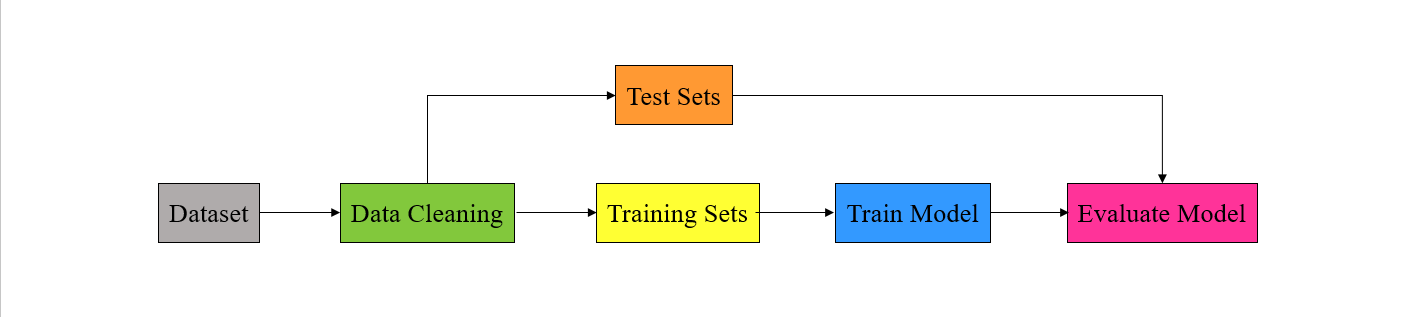 Test Sets
Dataset
Data Cleaning
Training Sets
Train Model
Evaluate Model